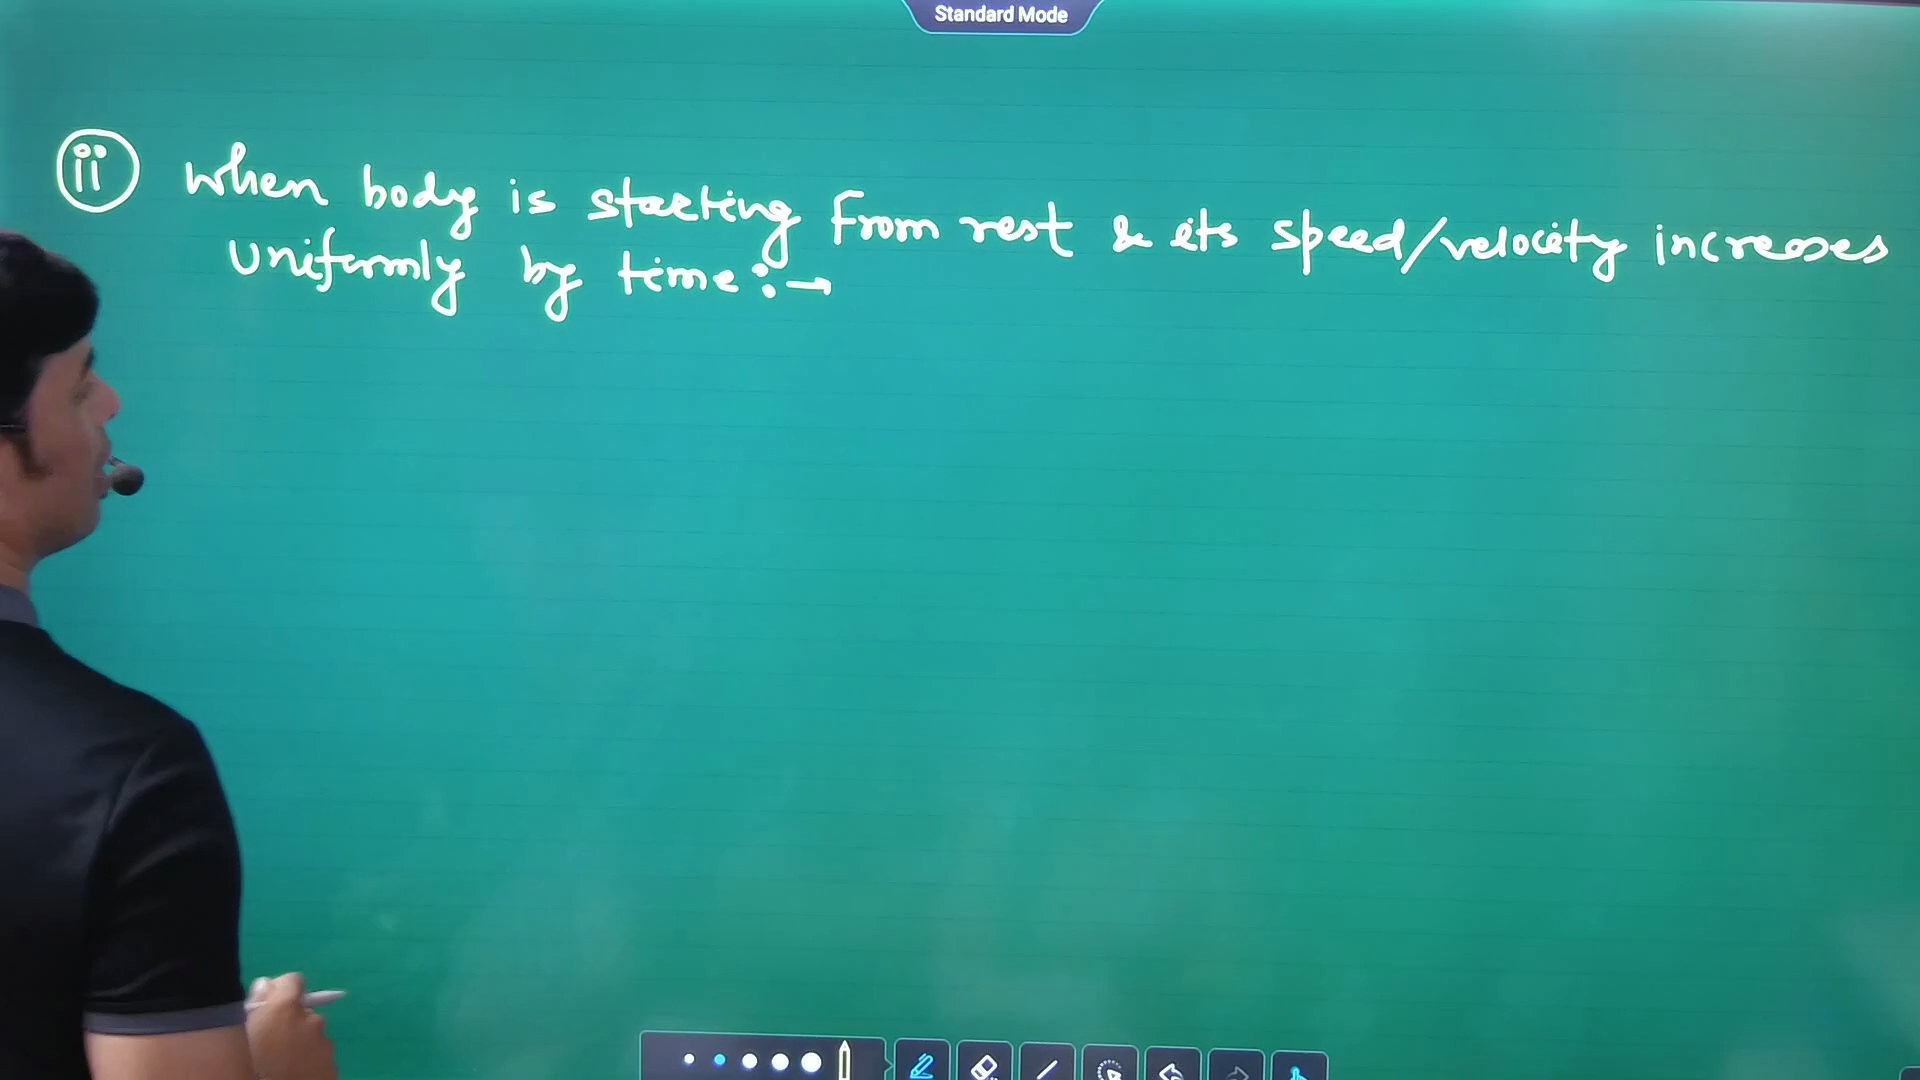 Standard Mode
ii When body is starting From rest & its speed/velocity increases
uniformly by time:→